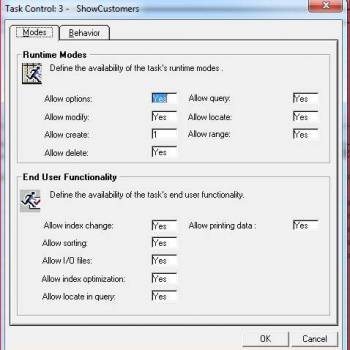 Task Control: 3 - ShowCustomers
Modes Behavior
Runtime Modes
Define the availability of the task's runtime modes .
Allow options: Yes Allow query: Yes
Allow modify: Yes Allow locate: Yes
Allow create: 1 Allow range: Yes
Allow delete: Yes
End User Functionality
Define the availability of the task's end user functionality.
Allow index change: Yes Allow printing data : Yes
Allow sorting: Yes
Allow I/O files: Yes
Allow index optimization: Yes
Allow locate in query: Yes
OK Cancel